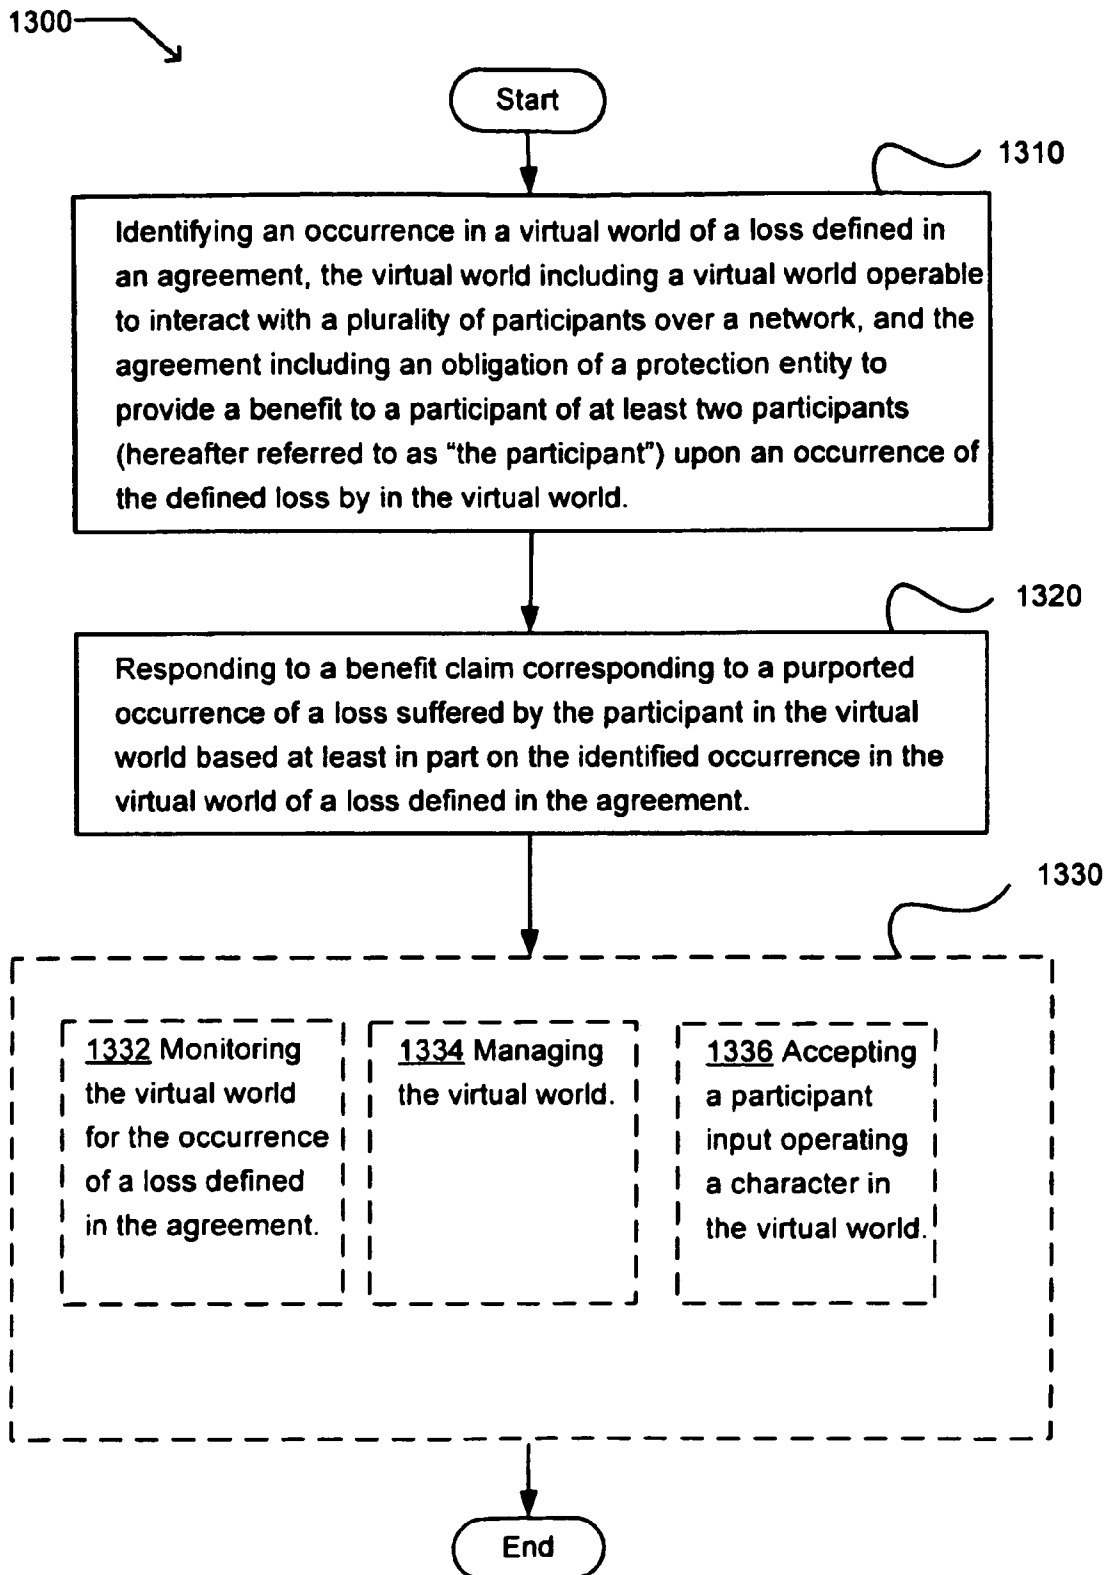 1300
Start
1310
Identifying an occurrence in a virtual world of a loss defined in
an agreement, the virtual world including a virtual world operable
to interact with a plurality of participants over a network, and the
agreement including an obligation of a protection entity to
provide a benefit to a participant of at least two participants
(hereafter referred to as “the participant”) upon an occurrence of
the defined loss by in the virtual world.
1320
Responding to a benefit claim corresponding to a purported
occurrence of a loss suffered by the participant in the virtual
world based at least in part on the identified occurrence in the
virtual world of a loss defined in the agreement.
1330
1332 Monitoring
the virtual world
for the occurrence
of a loss defined
in the agreement.
1334 Managing
the virtual world.
1336 Accepting
a participant
input operating
a character in
the virtual world.
End